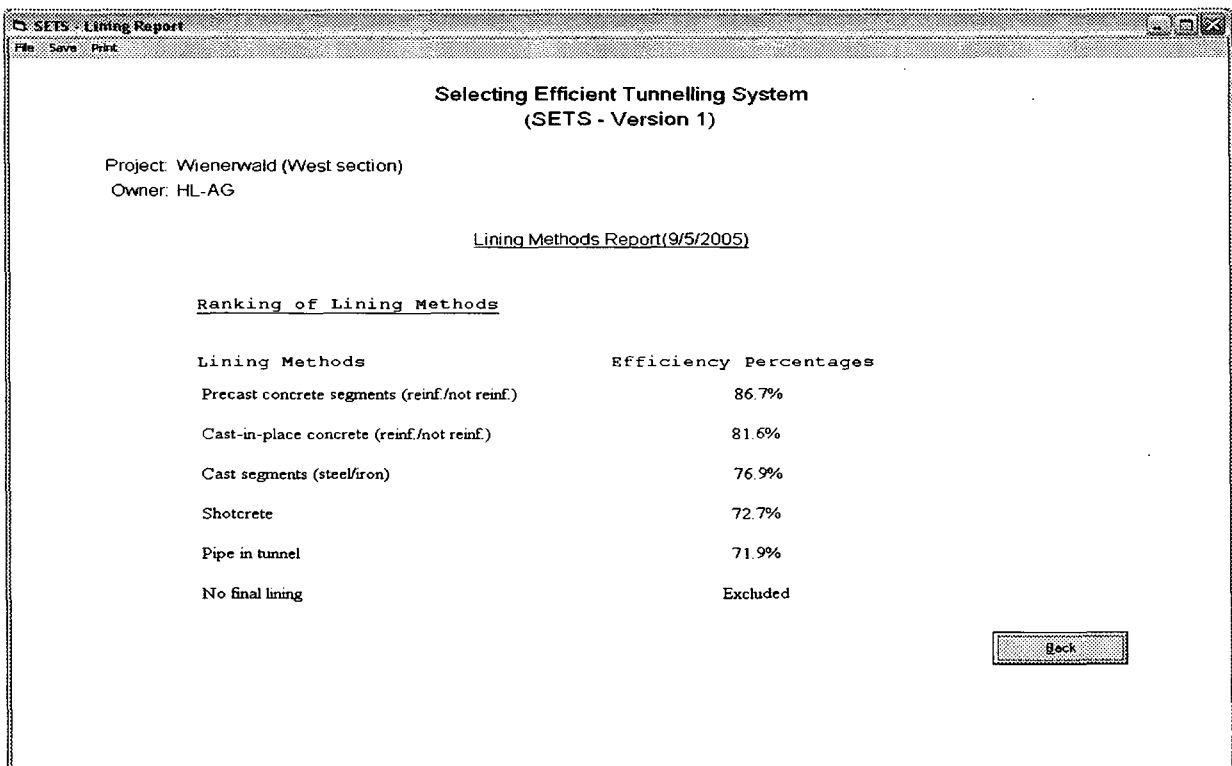 SETS - Lining Report
File Save Print
Selecting Efficient Tunnelling System
(SETS - Version 1)
Project: Wienerwald (West section)
Owner: HL-AG
Lining Methods Report(9/5/2005)
Ranking of Lining Methods
Lining Methods Efficiency Percentages
Precast concrete segments (reinf./not reinf.) 86.7%
Cast-in-place concrete (reinf./not reinf.) 81.6%
Cast segments (steel/iron) 76.9%
Shotcrete 72.7%
Pipe in tunnel 71.9%
No final lining Excluded
Back